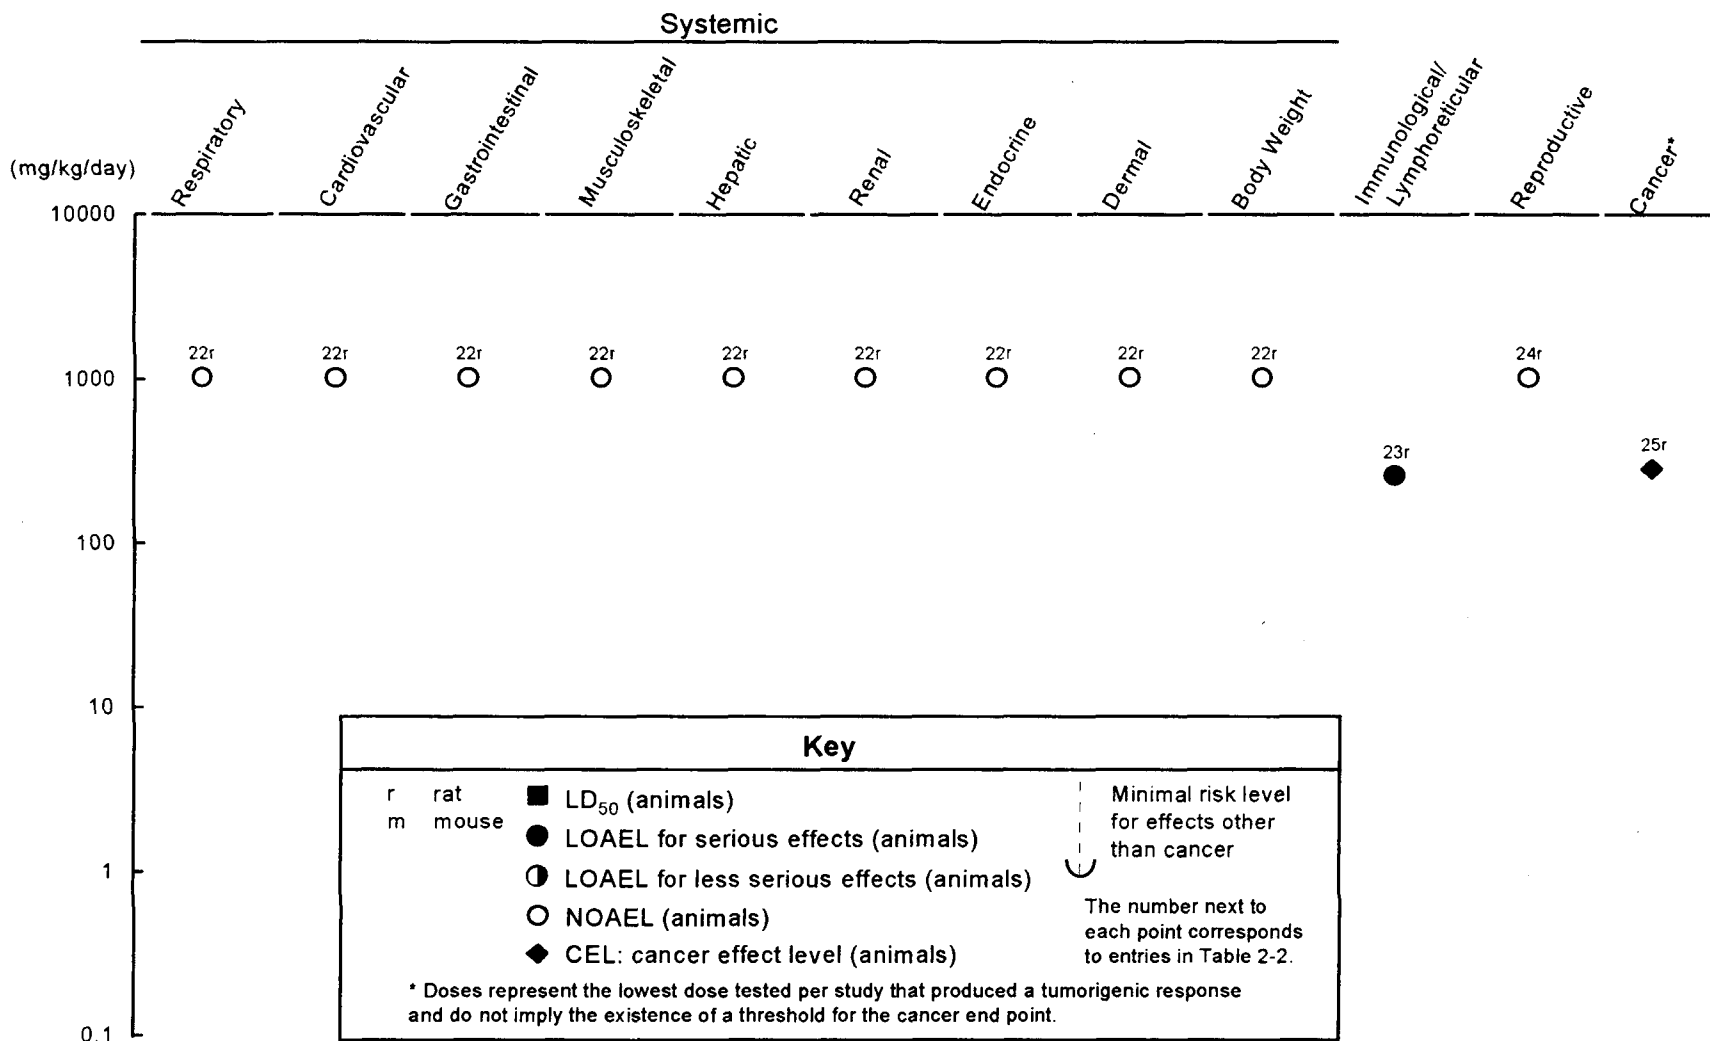 Systemic
Respiratory
Cardiovascular
Gastrointestinal
Musculoskeletal
Hepatic
Renal
Endocrine
Dermal
Body Weight
Immunological/
Lymphoreticular
Reproductive
Cancer*
(mg/kg/day)
10000
22r 22r 22r 22r 22r 22r 22r 22r 22r 24r
1000
23r 25r
100
10
1
0.1
Key
r rat
m mouse
LD50 (animals)
LOAEL for serious effects (animals)
LOAEL for less serious effects (animals)
NOAEL (animals)
CEL: cancer effect level (animals)
Minimal risk level
for effects other
than cancer
The number next to
each point corresponds
to entries in Table 2-2.
* Doses represent the lowest dose tested per study that produced a tumorigenic response
and do not imply the existence of a threshold for the cancer end point.